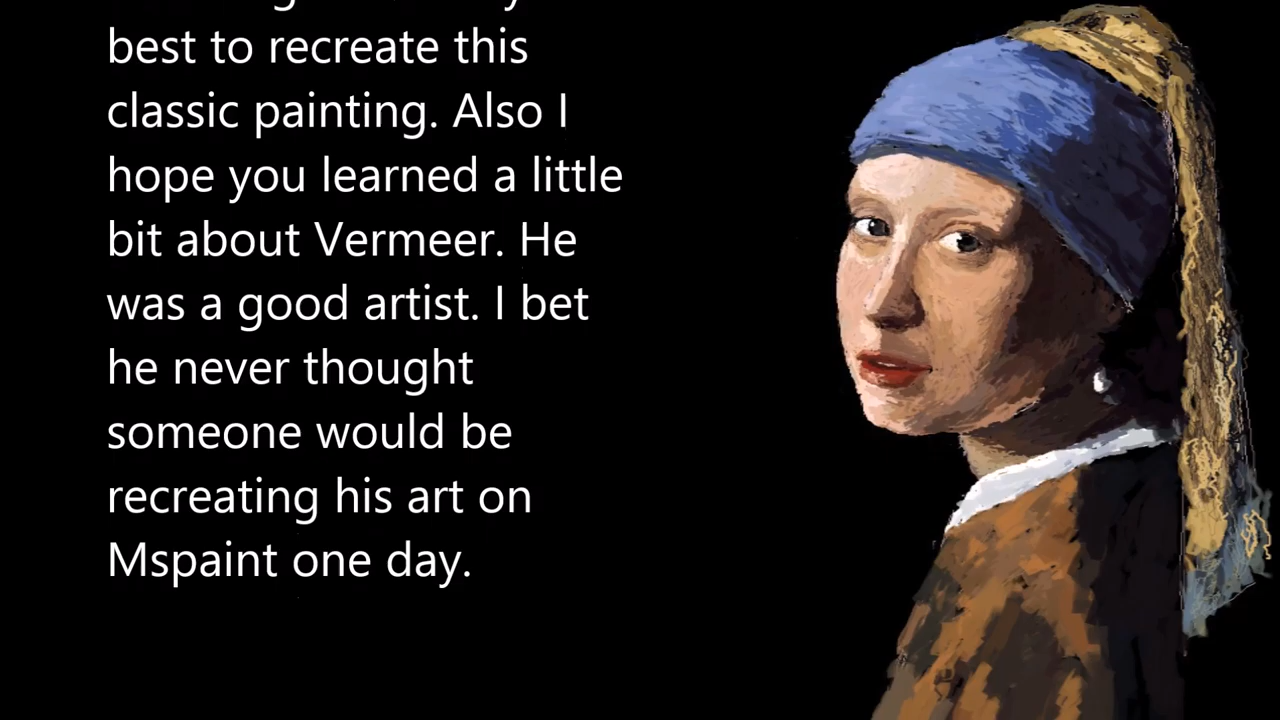 best to recreate this
classic painting. Also I
hope you learned a little
bit about Vermeer. He
was a good artist. I bet
he never thought
someone would be
recreating his art on
Mspaint one day.